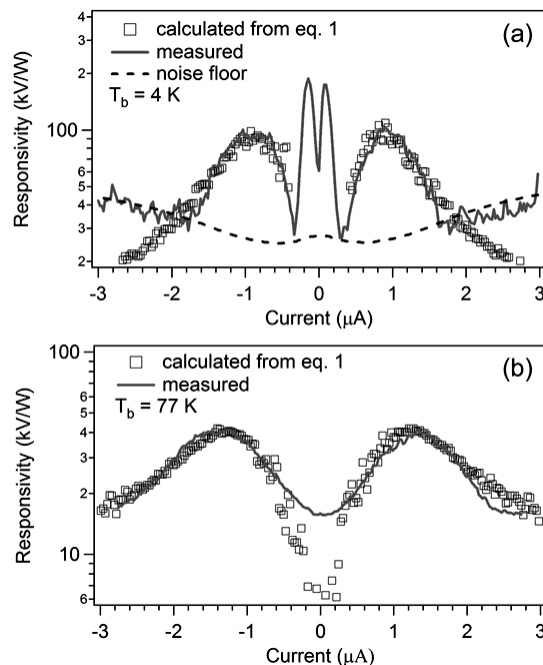 (a)
□ calculated from eq. 1
measured
noise floor
T_b = 4 K
Responsivity (kV/W)
4
3
2
100
6
4
3
2
-3 -2 -1 0 1 2 3
Current (μA)
(b)
□ calculated from eq. 1
measured
T_b = 77 K
Responsivity (kV/W)
100
6
4
3
2
10
8
6
-3 -2 -1 0 1 2 3
Current (μA)